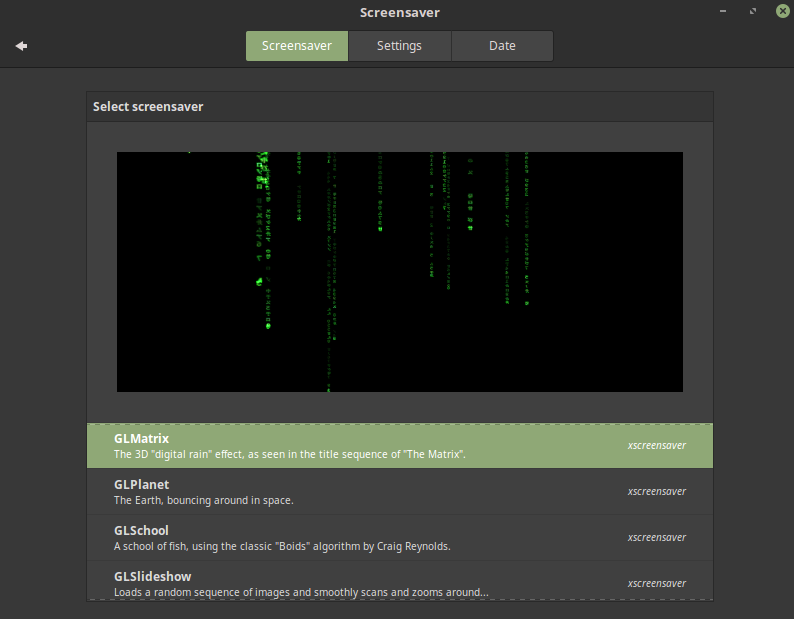 Screensaver
Screensaver Settings Date
Select screensaver
GLMatrix
The 3D "digital rain" effect, as seen in the title sequence of "The Matrix".
xscreensaver
GLPlanet
The Earth, bouncing around in space.
xscreensaver
GLSchool
A school of fish, using the classic "Boids" algorithm by Craig Reynolds.
xscreensaver
GLSlideshow
Loads a random sequence of images and smoothly scans and zooms around...
xscreensaver